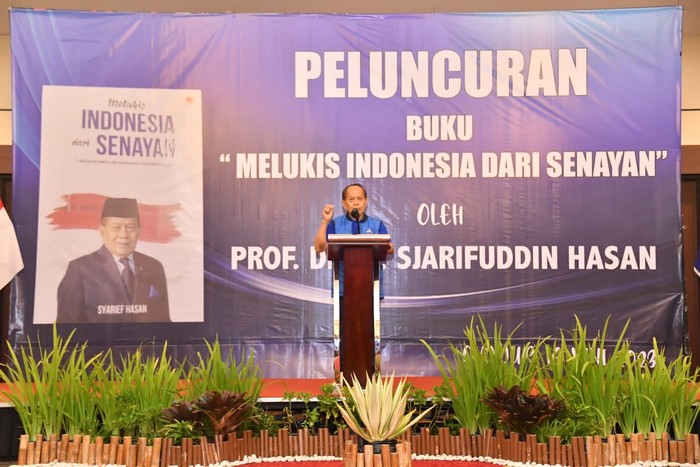 PELUNCURAN
BUKU
“ MELUKIS INDONESIA DARI SENAYAN”
OLEH
PROF. SJARIFUDDIN HASAN
Melukis
INDONESIA
dari SENAYAN
SYARIEF HASAN